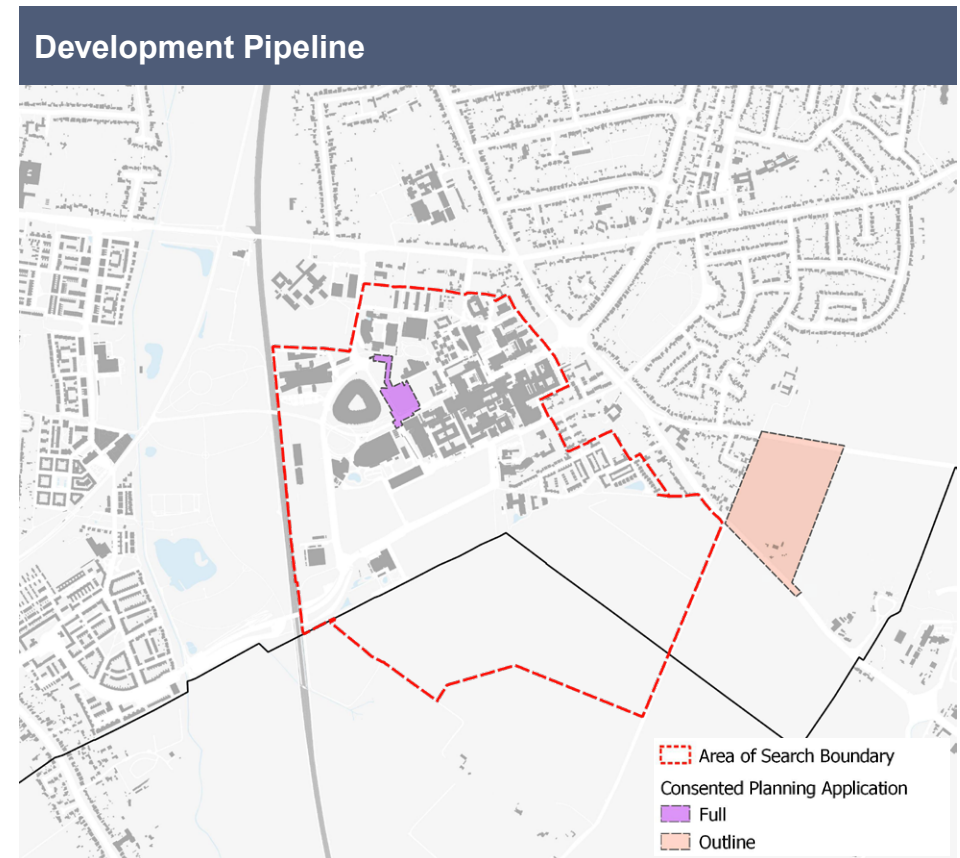 Development Pipeline
Area of Search Boundary
Consented Planning Application
Full
Outline